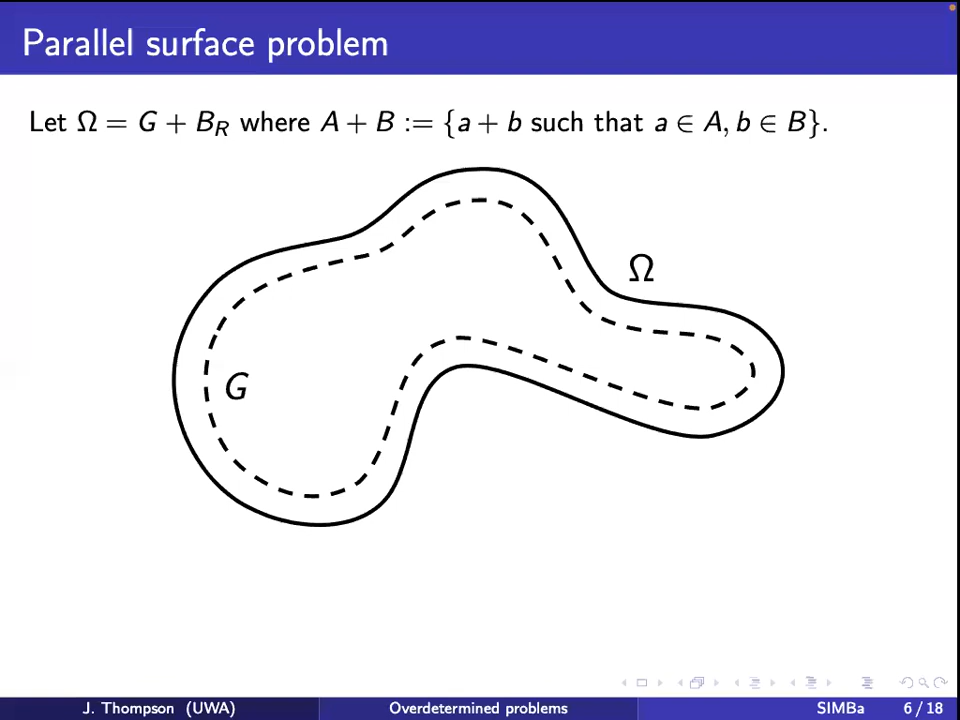 Parallel surface problem
Let Ω = G + B_R where A + B := {a + b such that a ∈ A, b ∈ B}.
Ω
G
J. Thompson (UWA) Overdetermined problems SIMBa 6 / 18